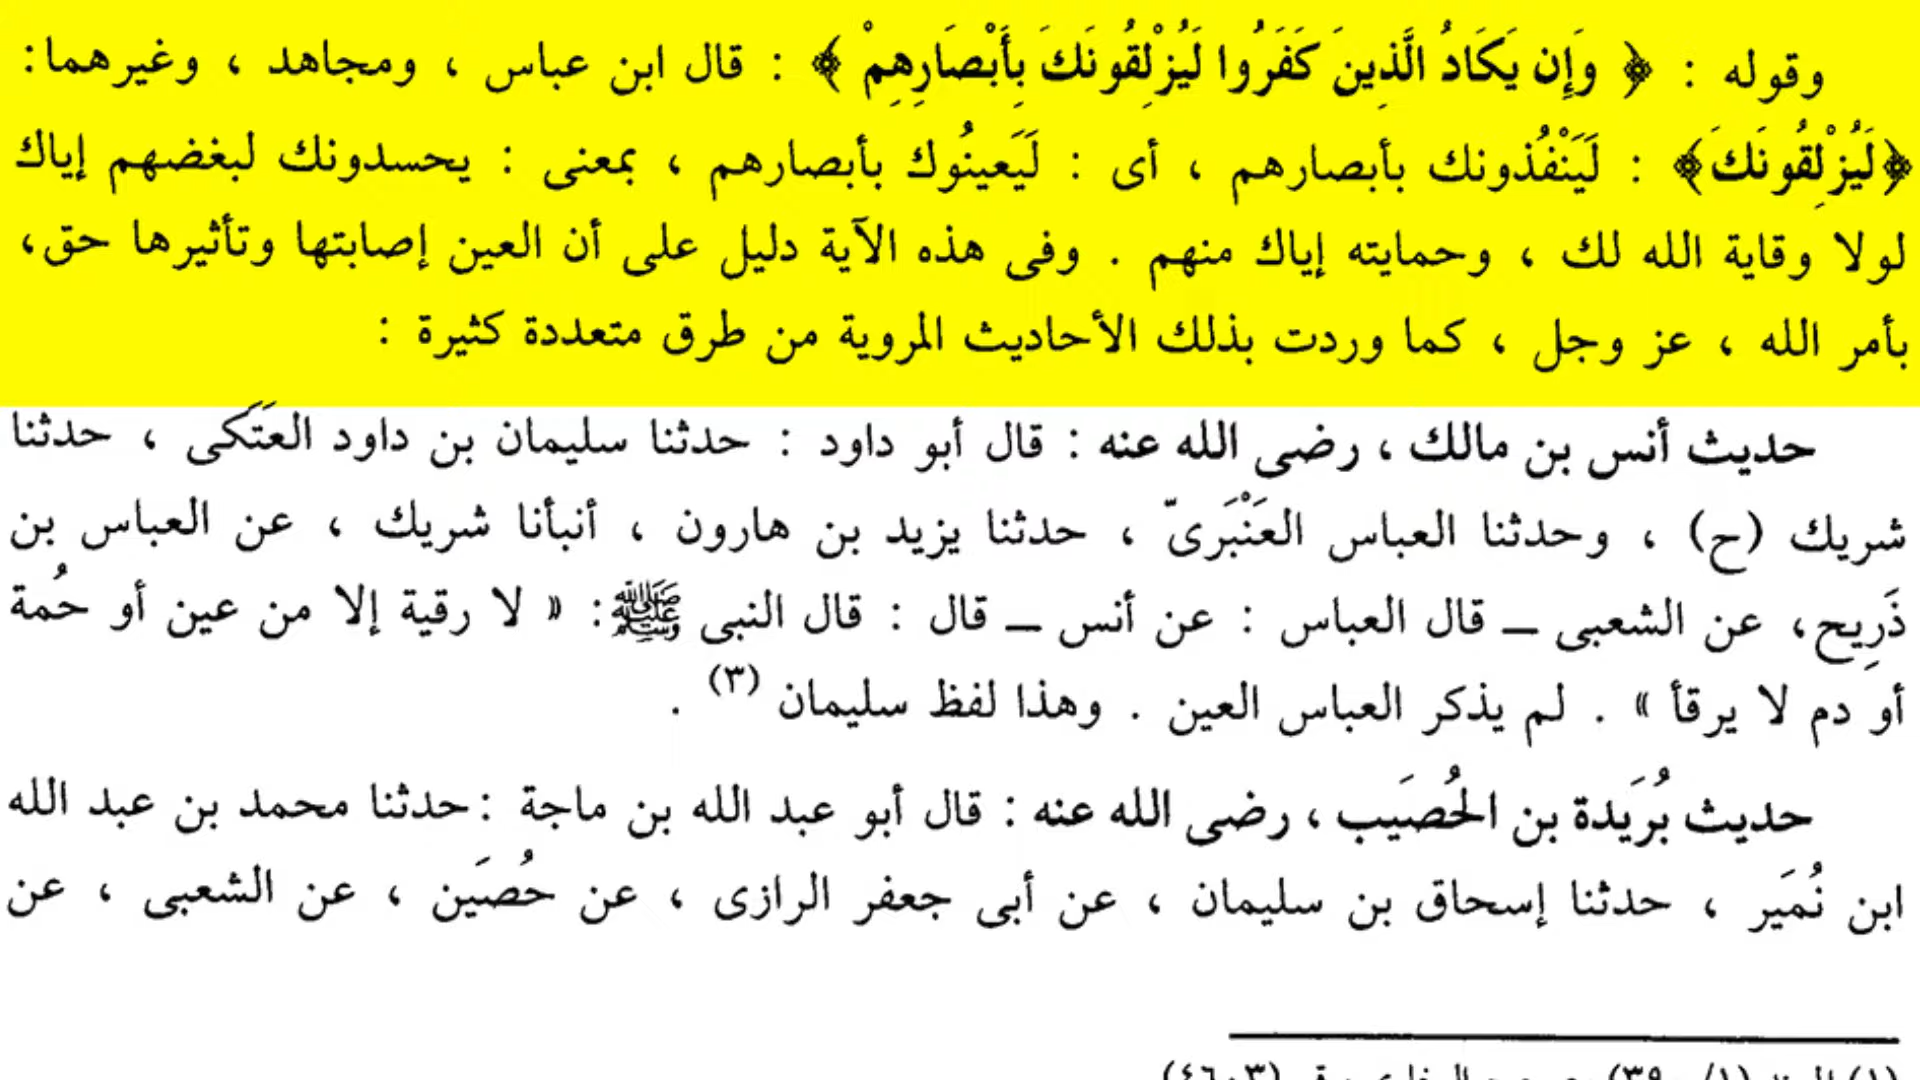 وقوله : ﴿ وَإِن يَكَادُ الَّذِينَ كَفَرُوا لَيُزْلِقُونَكَ بِأَبْصَارِهِمْ ﴾ : قال ابن عباس ، ومجاهد ، وغيرهما :
﴿لَيُزْلِقُونَكَ﴾ : لَيَنْفُذونك بأبصارهم ، أى : لَيَعينُوك بأبصارهم ، بمعنى : يحسدونك لبغضهم إياك
لولا وقاية الله لك ، وحمايته إياك منهم . وفى هذه الآية دليل على أن العين إصابتها وتأثيرها حق،
بأمر الله ، عز وجل ، كما وردت بذلك الأحاديث المروية من طرق متعددة كثيرة :
حديث أنس بن مالك ، رضى الله عنه : قال أبو داود : حدثنا سليمان بن داود العَتَكى ، حدثنا
شريك (ح) ، وحدثنا العباس العَنْبَرىّ ، حدثنا يزيد بن هارون ، أنبأنا شريك ، عن العباس بن
ذَرِيح، عن الشعبى ــ قال العباس : عن أنس ــ قال : قال النبى ﷺ: « لا رقية إلا من عين أو حُمة
أو دم لا يرقأ » . لم يذكر العباس العين . وهذا لفظ سليمان (٣) .
حديث بُرَيدة بن الحُصَيب ، رضى الله عنه : قال أبو عبد الله بن ماجة :حدثنا محمد بن عبد الله
ابن نُمَير ، حدثنا إسحاق بن سليمان ، عن أبى جعفر الرازى ، عن حُصَين ، عن الشعبى ، عن